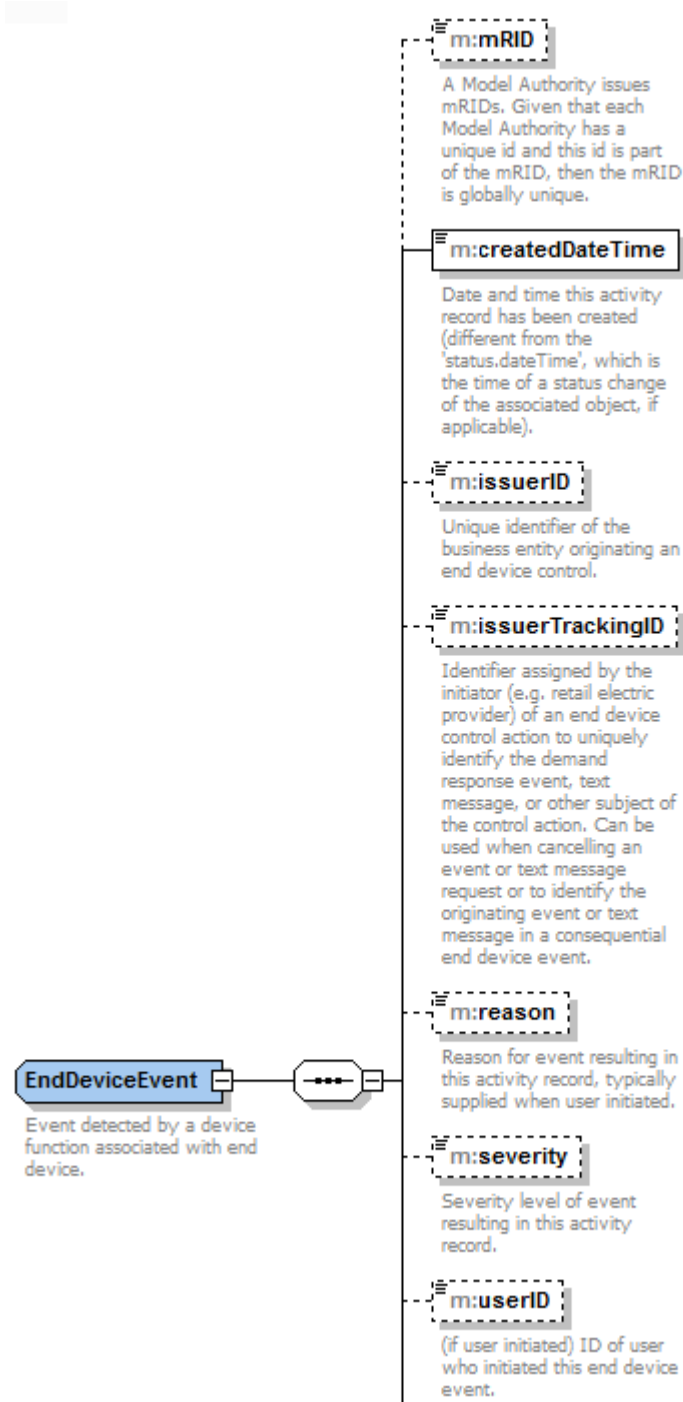 m:mRID
A Model Authority issues
mRIDs. Given that each
Model Authority has a
unique id and this id is part
of the mRID, then the mRID
is globally unique.
m:createdDateTime
Date and time this activity
record has been created
(different from the
'status.dateTime', which is
the time of a status change
of the associated object, if
applicable).
m:issuerID
Unique identifier of the
business entity originating an
end device control.
m:issuerTrackingID
Identifier assigned by the
initiator (e.g. retail electric
provider) of an end device
control action to uniquely
identify the demand
response event, text
message, or other subject of
the control action. Can be
used when cancelling an
event or text message
request or to identify the
originating event or text
message in a consequential
end device event.
m:reason
Reason for event resulting in
this activity record, typically
supplied when user initiated.
EndDeviceEvent
Event detected by a device
function associated with end
device.
m:severity
Severity level of event
resulting in this activity
record.
m:userID
(if user initiated) ID of user
who initiated this end device
event.